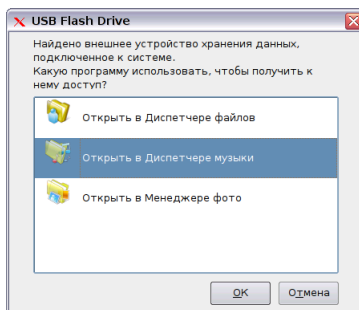 USB Flash Drive
Найдено внешнее устройство хранения данных,
подключенное к системе.
Какую программу использовать, чтобы получить к
нему доступ?
Открыть в Диспетчере файлов
Открыть в Диспетчере музыки
Открыть в Менеджере фото
OK
Отмена